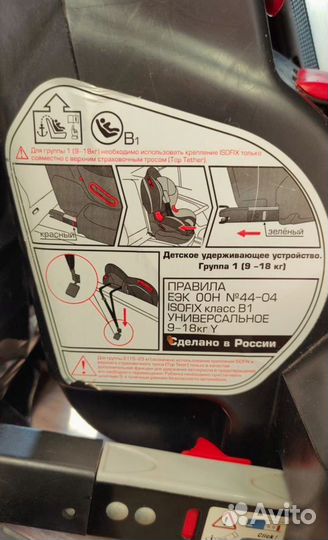 B1
Для группы 1 (9-18кг) необходимо использовать крепление ISOFIX только
совместно с верхним страховочным тросом (Top Tether).
красный
зелёный
Детское удерживающее устройство.
Группа 1 (9 -18 кг)
ПРАВИЛА
ЕЭК ООН №44-04
ISOFIX класс B1
УНИВЕРСАЛЬНОЕ
9-18кг Y
Сделано в России
Click!
Avito